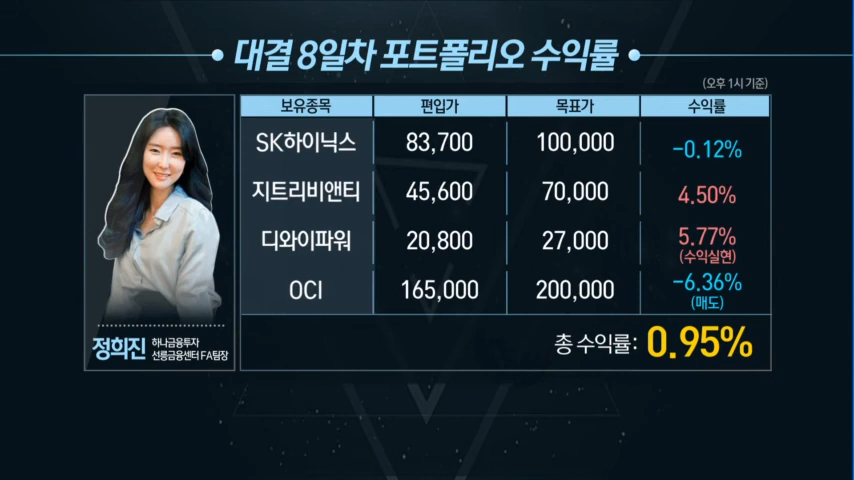 대결 8일차 포트폴리오 수익률
(오후 1시 기준)
보유종목 편입가 목표가 수익률
SK하이닉스 83,700 100,000 -0.12%
지트리비앤티 45,600 70,000 4.50%
디와이파워 20,800 27,000 5.77%
(수익실현)
OCI 165,000 200,000 -6.36%
(매도)
정희진 하나금융투자
선릉금융센터 FA팀장
총 수익률: 0.95%